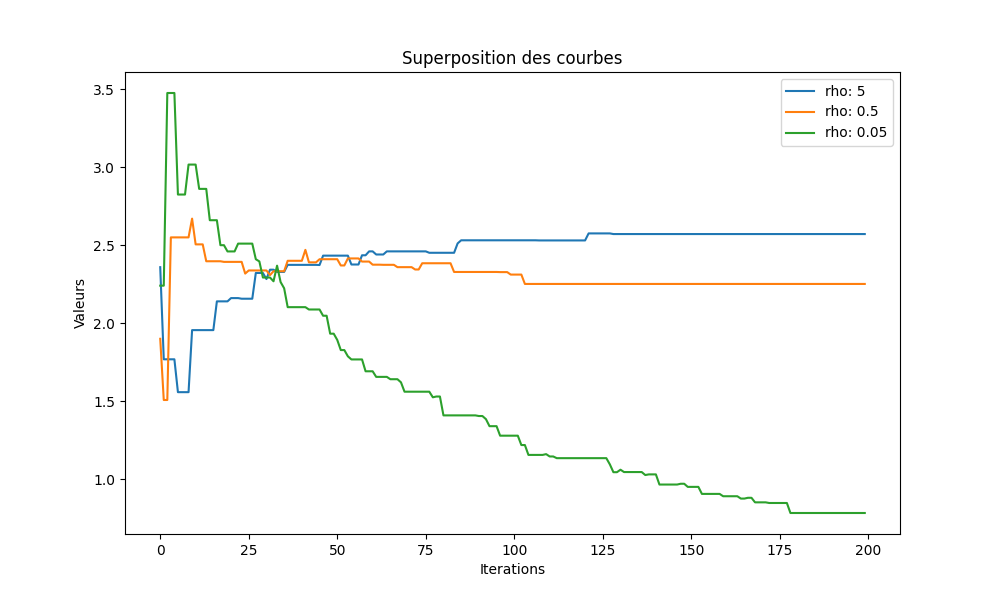 Superposition des courbes
rho: 5
rho: 0.5
rho: 0.05
Valeurs
3.5
3.0
2.5
2.0
1.5
1.0
0 25 50 75 100 125 150 175 200
Iterations